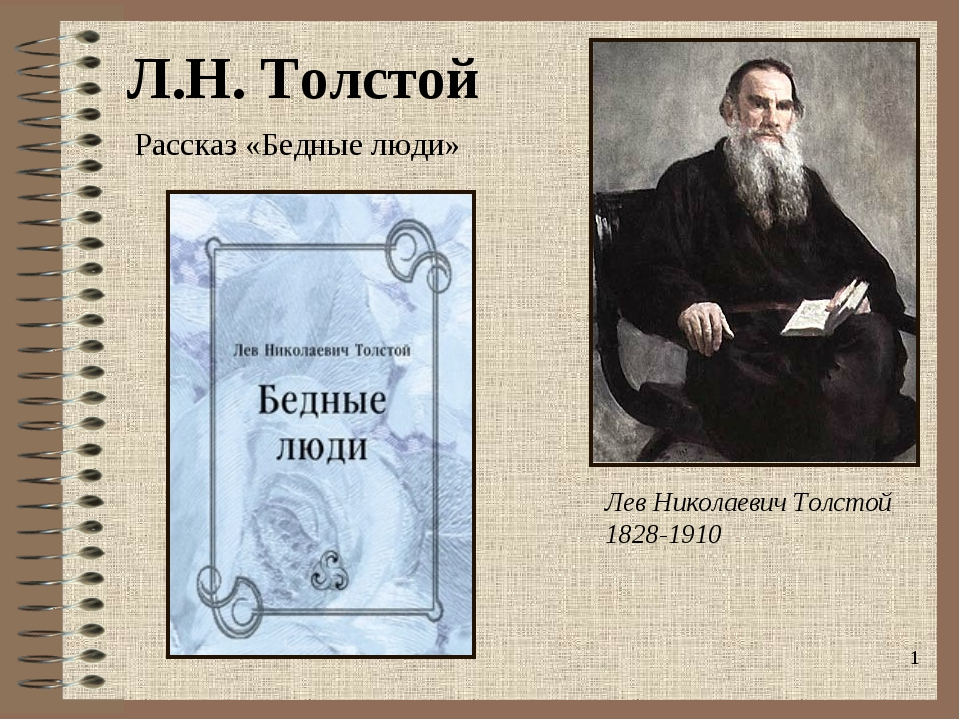 Л.Н. Толстой
Рассказ «Бедные люди»
Лев Николаевич Толстой
Бедные
люди
Лев Николаевич Толстой
1828-1910
1